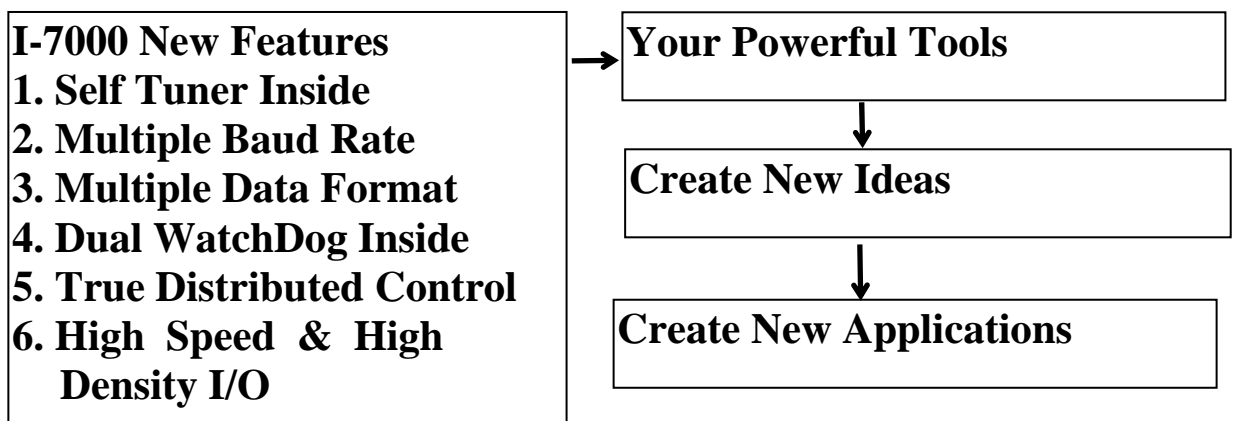 I-7000 New Features
1. Self Tuner Inside
2. Multiple Baud Rate
3. Multiple Data Format
4. Dual WatchDog Inside
5. True Distributed Control
6. High Speed & High
Density I/O
Your Powerful Tools
Create New Ideas
Create New Applications